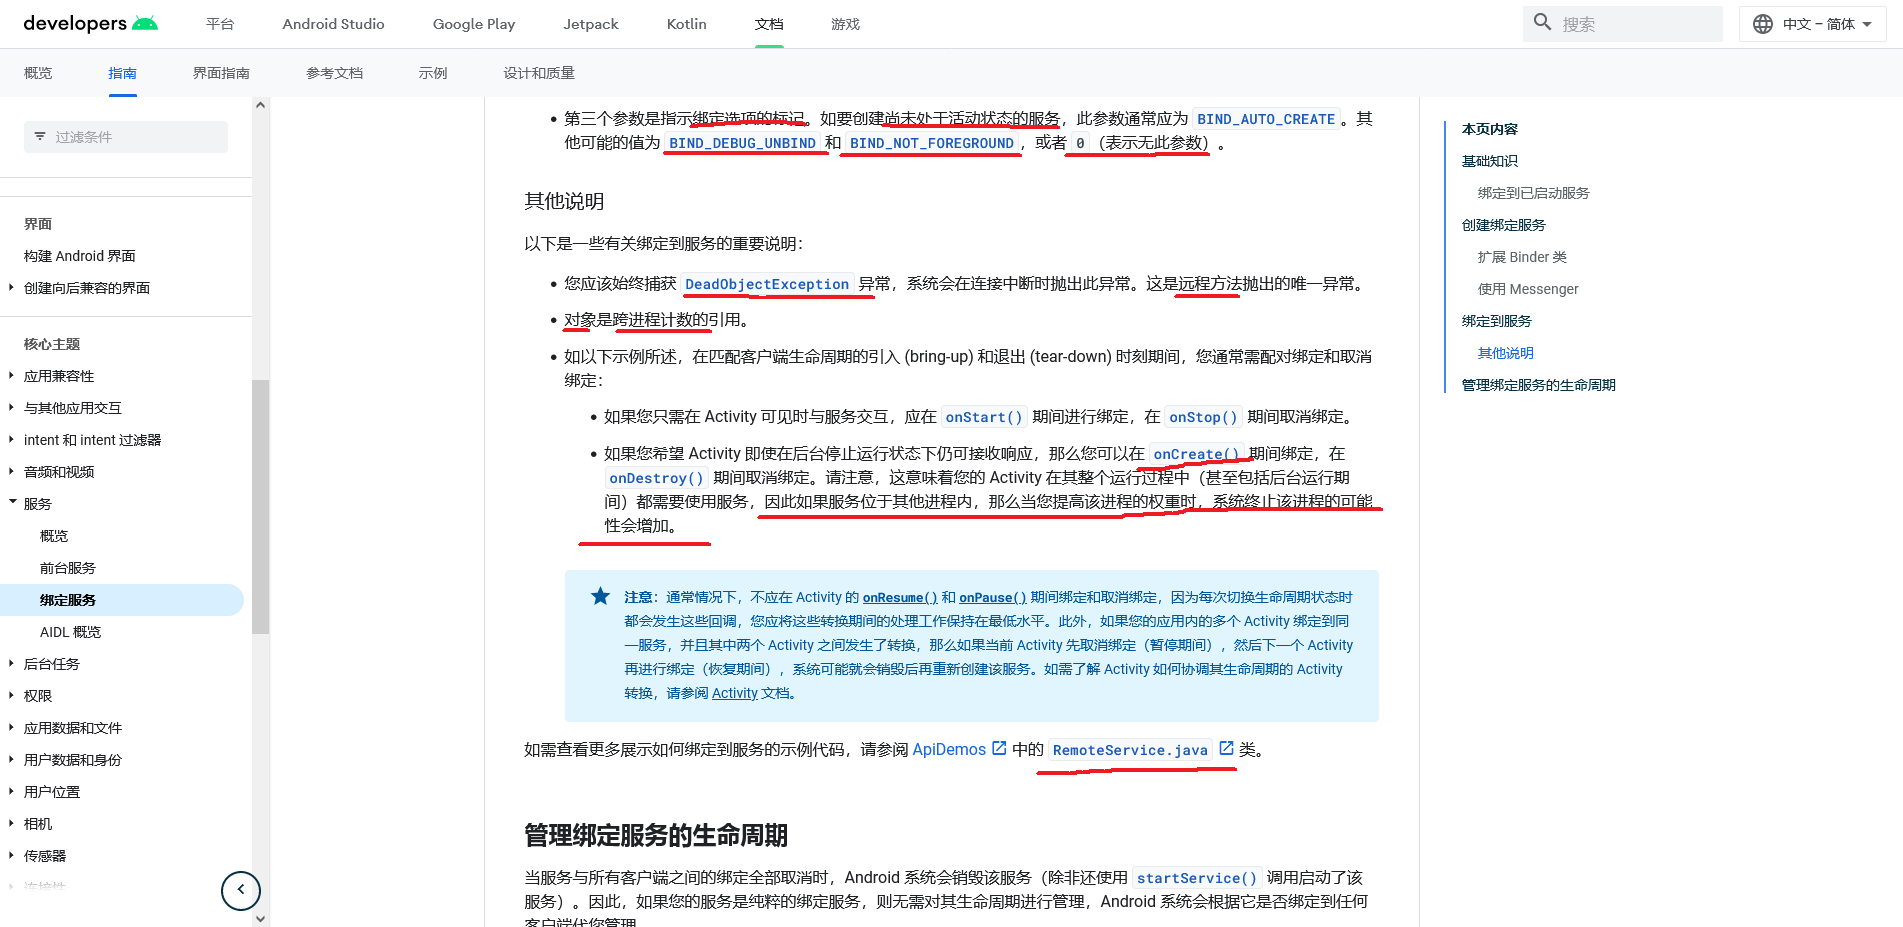 developers 平台 Android Studio Google Play Jetpack Kotlin 文档 游戏 搜索 中文 – 简体
概览 指南 界面指南 参考文档 示例 设计和质量
过滤条件
界面
构建 Android 界面
创建向后兼容的界面
核心主题
应用兼容性
与其他应用交互
intent 和 intent 过滤器
音频和视频
服务
概览
前台服务
绑定服务
AIDL 概览
后台任务
权限
应用数据和文件
用户数据和身份
用户位置
相机
传感器
连接性
第三个参数是指示绑定选项的标记。如要创建尚未处于活动状态的服务，此参数通常应为 BIND_AUTO_CREATE 。其
他可能的值为 BIND_DEBUG_UNBIND 和 BIND_NOT_FOREGROUND ，或者 0 （表示无此参数）。
其他说明
以下是一些有关绑定到服务的重要说明：
您应该始终捕获 DeadObjectException 异常，系统会在连接中断时抛出此异常。这是远程方法抛出的唯一异常。
对象是跨进程计数的引用。
如以下示例所述，在匹配客户端生命周期的引入 (bring-up) 和退出 (tear-down) 时刻期间，您通常需配对绑定和取消
绑定：
如果您只需在 Activity 可见时与服务交互，应在 onStart() 期间进行绑定，在 onStop() 期间取消绑定。
如果您希望 Activity 即使在后台停止运行状态下仍可接收响应，那么您可以在 onCreate() 期间绑定，在
onDestroy() 期间取消绑定。请注意，这意味着您的 Activity 在其整个运行过程中（甚至包括后台运行期
间）都需要使用服务，因此如果服务位于其他进程内，那么当您提高该进程的权重时，系统终止该进程的可能
性会增加。
注意：通常情况下，不应在 Activity 的 onResume() 和 onPause() 期间绑定和取消绑定，因为每次切换生命周期状态时
都会发生这些回调，您应将这些转换期间的处理工作保持在最低水平。此外，如果您的应用内的多个 Activity 绑定到同
一服务，并且其中两个 Activity 之间发生了转换，那么如果当前 Activity 先取消绑定（暂停期间），然后下一个 Activity
再进行绑定（恢复期间），系统可能就会销毁后再重新创建该服务。如需了解 Activity 如何协调其生命周期的 Activity
转换，请参阅 Activity 文档。
如需查看更多展示如何绑定到服务的示例代码，请参阅 ApiDemos 中的 RemoteService.java 类。
管理绑定服务的生命周期
当服务与所有客户端之间的绑定全部取消时，Android 系统会销毁该服务（除非还使用 startService() 调用启动了该
服务）。因此，如果您的服务是纯粹的绑定服务，则无需对其生命周期进行管理，Android 系统会根据它是否绑定到任何
客户端代您管理
本页内容
基础知识
绑定到已启动服务
创建绑定服务
扩展 Binder 类
使用 Messenger
绑定到服务
其他说明
管理绑定服务的生命周期